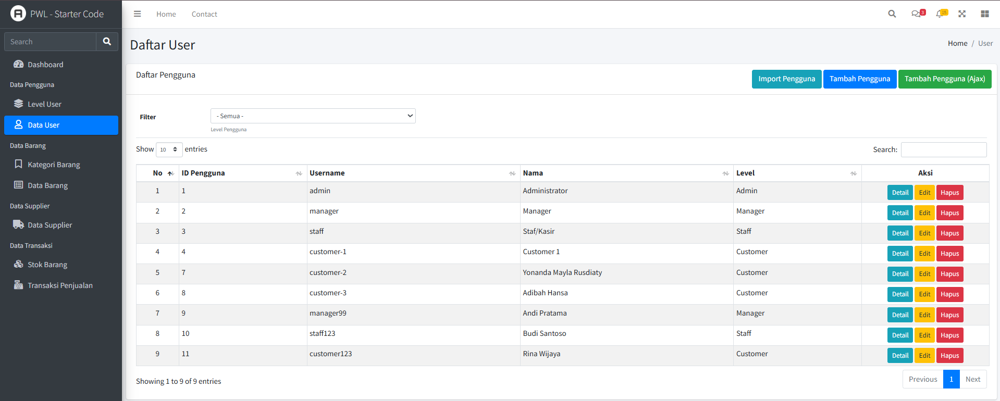 PWL - Starter Code
Home Contact
3
15
Search
Dashboard
Data Pengguna
Level User
Data User
Data Barang
Kategori Barang
Data Barang
Data Supplier
Data Supplier
Data Transaksi
Stok Barang
Transaksi Penjualan
Daftar User
Home / User
Daftar Pengguna
Import Pengguna Tambah Pengguna Tambah Pengguna (Ajax)
Filter - Semua -
Level Pengguna
Show 10 entries Search:
No ID Pengguna Username Nama Level Aksi
1 1 admin Administrator Admin Detail Edit Hapus
2 2 manager Manager Manager Detail Edit Hapus
3 3 staff Staf/Kasir Staff Detail Edit Hapus
4 4 customer-1 Customer 1 Customer Detail Edit Hapus
5 7 customer-2 Yonanda Mayla Rusdiaty Customer Detail Edit Hapus
6 8 customer-3 Adibah Hansa Customer Detail Edit Hapus
7 9 manager99 Andi Pratama Manager Detail Edit Hapus
8 10 staff123 Budi Santoso Staff Detail Edit Hapus
9 11 customer123 Rina Wijaya Customer Detail Edit Hapus
Showing 1 to 9 of 9 entries
Previous 1 Next